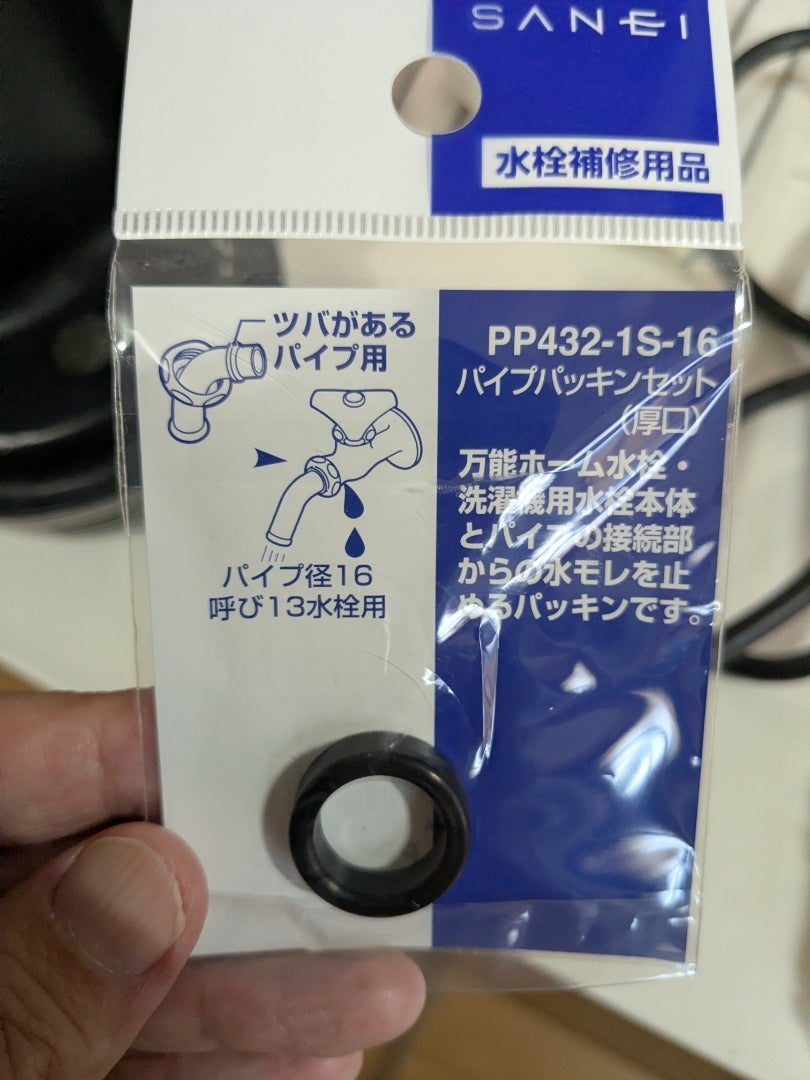 SANEI
水栓補修用品
ツバがある
パイプ用
パイプ径16
呼び13水栓用
PP432-1S-16
パイプパッキンセット
(厚口)
万能ホーム水栓・
洗濯機用水栓本体
とパイプの接続部
からの水モレを止
めるパッキンです。